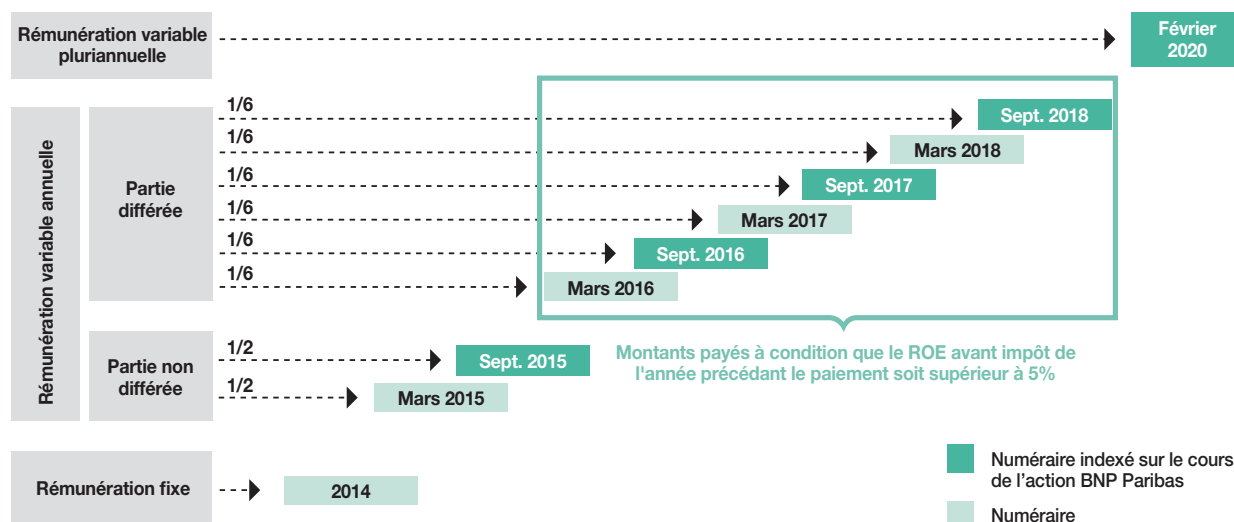 Rémunération variable
pluriannuelle
Février
2020
Rémunération variable annuelle
Partie
différée
1/6
Sept. 2018
1/6
Mars 2018
1/6
Sept. 2017
1/6
Mars 2017
1/6
Sept. 2016
1/6
Mars 2016
Partie non
différée
1/2
Sept. 2015
1/2
Mars 2015
Montants payés à condition que le ROE avant impôt de
l'année précédant le paiement soit supérieur à 5%
Rémunération fixe
2014
Numéraire indexé sur le cours
de l’action BNP Paribas
Numéraire